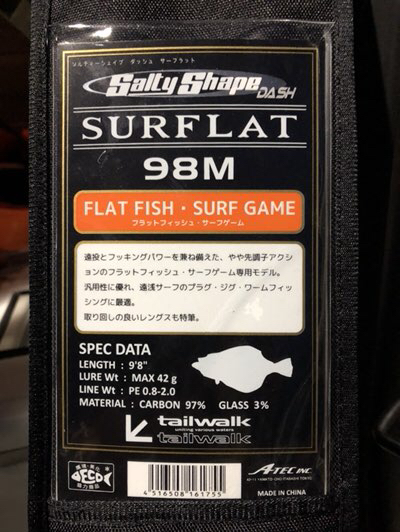 ソルティーシェイプ ダッシュ サーフラット
Salty Shape
DASH
SURFLAT
98M
FLAT FISH・SURF GAME
フラットフィッシュ・サーフゲーム
遠投とフッキングパワーを兼ね備えた、やや先調子アクシ
ョンのフラットフィッシュ・サーフゲーム専用モデル。
汎用性に優れ、遠浅サーフのプラグ・ジグ・ワームフィッ
シングに最適。
取り回しの良いレングスも特筆。
SPEC DATA
LENGTH : 9'8"
LURE Wt : MAX 42 g
LINE Wt : PE 0.8-2.0
MATERIAL : CARBON 97% GLASS 3%
tailwalk
uniting various waters
tailwalk
ECO
4 516508 161755
A-TEC INC.
MADE IN CHINA